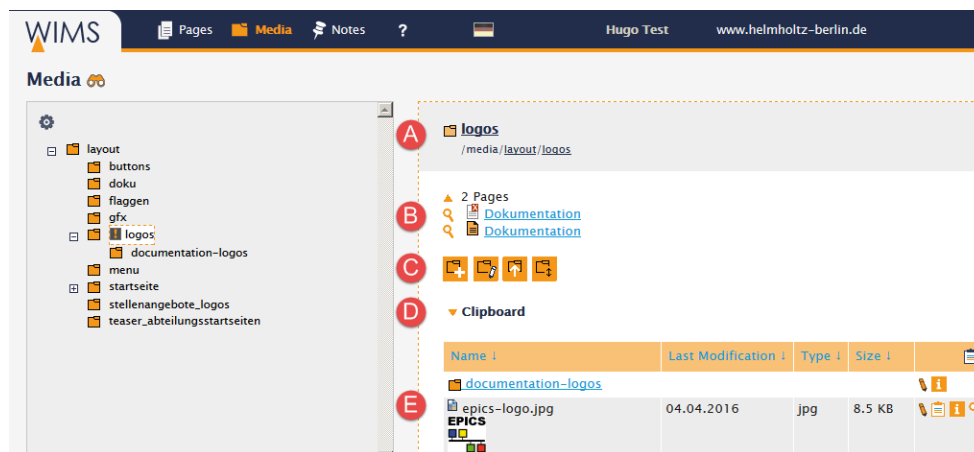 WIMS
Pages Media Notes ? Hugo Test www.helmholtz-berlin.de
Media
layout
buttons
doku
flaggen
gfx
logos
documentation-logos
menu
startseite
stellenangebote_logos
teaser_abteilungsstartseiten
A
logos
/media/layout/logos
2 Pages
B
Dokumentation
Dokumentation
C
D
Clipboard
Name ↓ Last Modification ↓ Type ↓ Size ↓
documentation-logos
E
epics-logo.jpg 04.04.2016 jpg 8.5 KB
EPICS